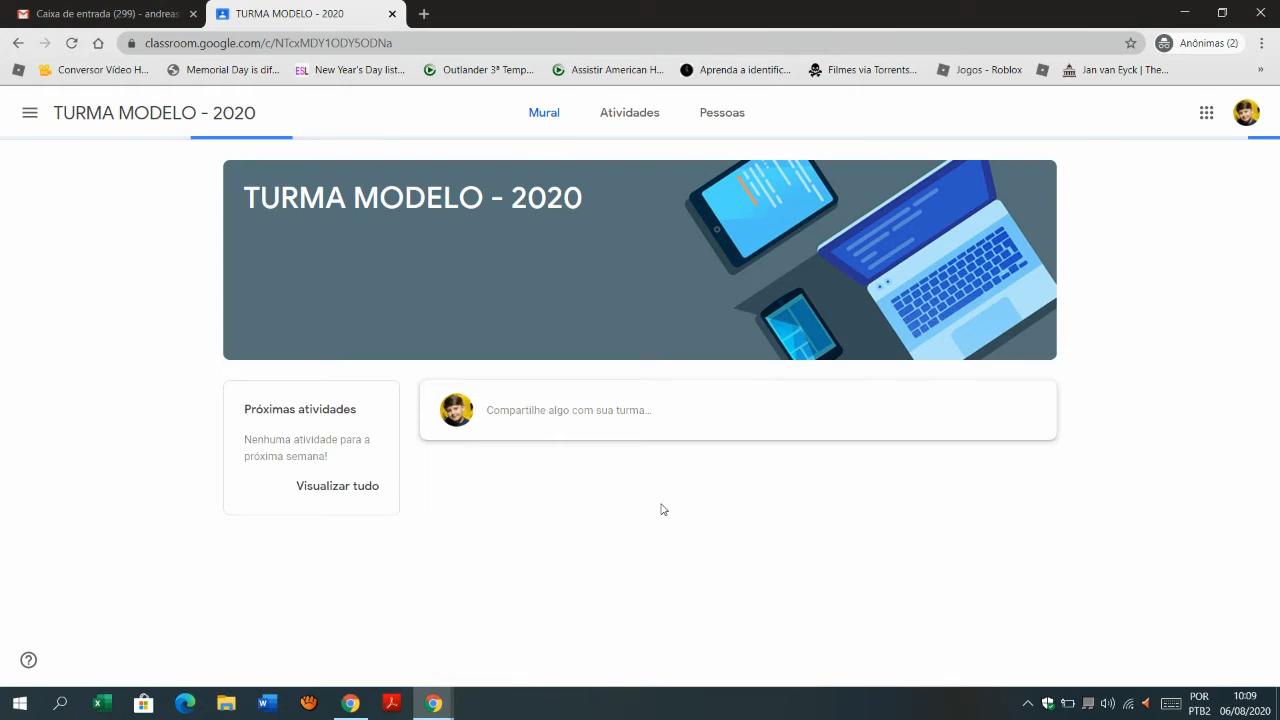 Caixa de entrada (299) - andreas
TURMA MODELO - 2020
classroom.google.com/c/NTcxMDY1ODY5ODNa
Anônimas (2)
Conversor Vídeo H...
Memorial Day is dif...
ESL New Year's Day list...
Outlander 3ª Temp...
Assistir American H...
Aprenda a identific...
Filmes via Torrents...
Jogos - Roblox
Jan van Eyck | The...
»
TURMA MODELO - 2020
Mural
Atividades
Pessoas
TURMA MODELO - 2020
Próximas atividades
Nenhuma atividade para a
próxima semana!
Visualizar tudo
Compartilhe algo com sua turma...
POR
PTB2
10:09
06/08/2020